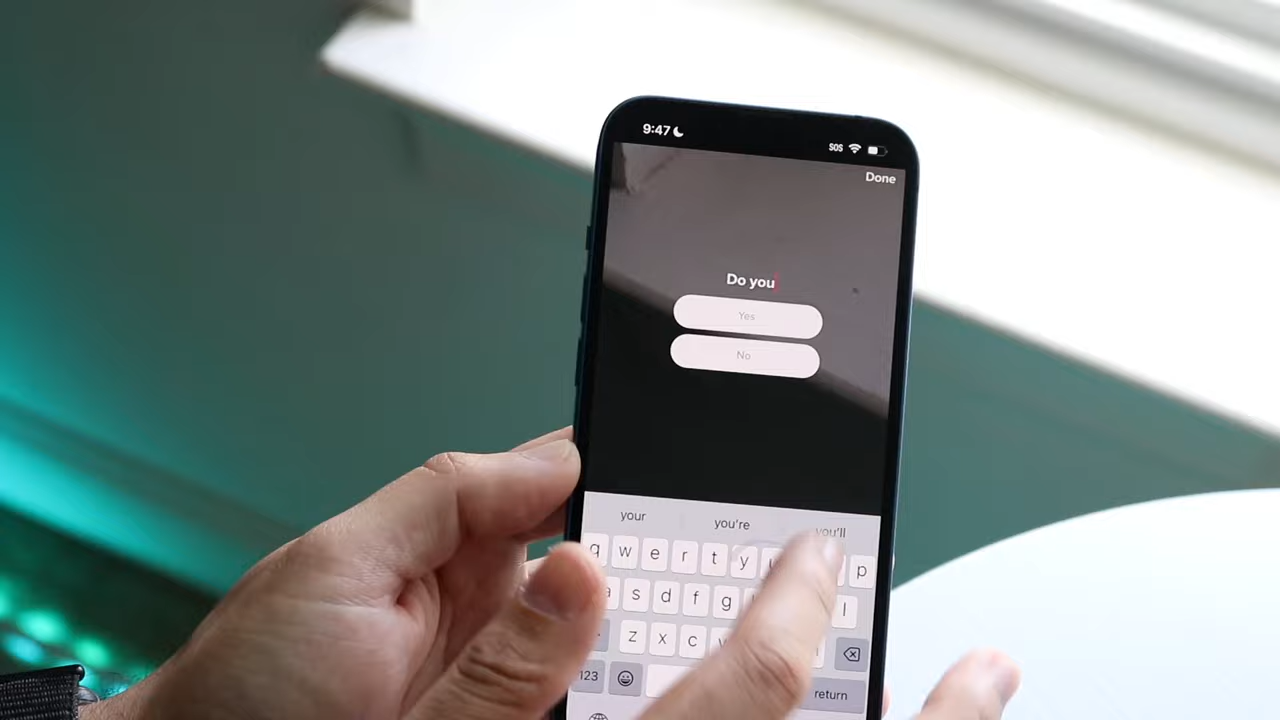 9:47
SOS
Done
Do you
Yes
No
your you're you'll
q w e r t y p
a s d f g l
z x c
123
return